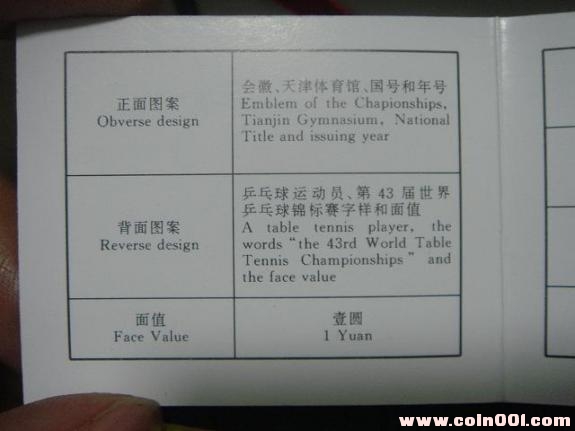 正面图案
Obverse design
会徽、天津体育馆、国号和年号
Emblem of the Chapionships,
Tianjin Gymnasium, National
Title and issuing year
背面图案
Reverse design
乒乓球运动员、第 43 届世界
乒乓球锦标赛字样和面值
A table tennis player, the
words “the 43rd World Table
Tennis Championships” and
the face value
面值
Face Value
壹圆
1 Yuan
www.coin001.com